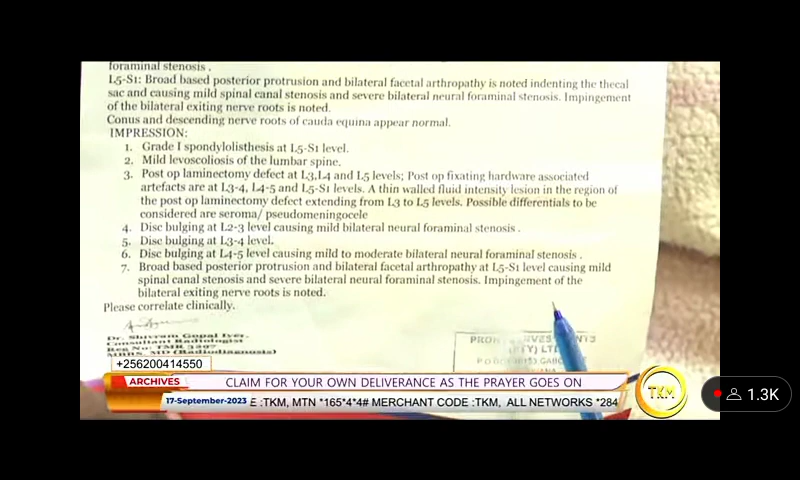 foraminal stenosis .
L5-S1: Broad based posterior protrusion and bilateral facetal arthropathy is noted indenting the thecal
sac and causing mild spinal canal stenosis and severe bilateral neural foraminal stenosis. Impingement
of the bilateral exiting nerve roots is noted.
Conus and descending nerve roots of cauda equina appear normal.
IMPRESSION:
1. Grade I spondylolisthesis at L5-S1 level.
2. Mild levoscoliosis of the lumbar spine.
3. Post op laminectomy defect at L3,L4 and L5 levels; Post op fixating hardware associated
artefacts are at L3-4, L4-5 and L5-S1 levels. A thin walled fluid intensity lesion in the region of
the post op laminectomy defect extending from L3 to L5 levels. Possible differentials to be
considered are seroma/ pseudomeningocele
4. Disc bulging at L2-3 level causing mild bilateral neural foraminal stenosis .
5. Disc bulging at L3-4 level.
6. Disc bulging at L4-5 level causing mild to moderate bilateral neural foraminal stenosis .
7. Broad based posterior protrusion and bilateral facetal arthropathy at L5-S1 level causing mild
spinal canal stenosis and severe bilateral neural foraminal stenosis. Impingement of the
bilateral exiting nerve roots is noted.
Please correlate clinically.
Dr. Shivram Gopal Iyer
Consultant Radiologist
Reg No: TMR
MBBS, MD (Radiodiagnosis)
(PTY) LT
+256200414550
ARCHIVES
CLAIM FOR YOUR OWN DELIVERANCE AS THE PRAYER GOES ON
17-September-2023
E :TKM, MTN *165*4*4# MERCHANT CODE :TKM, ALL NETWORKS *284
TKM
1.3K